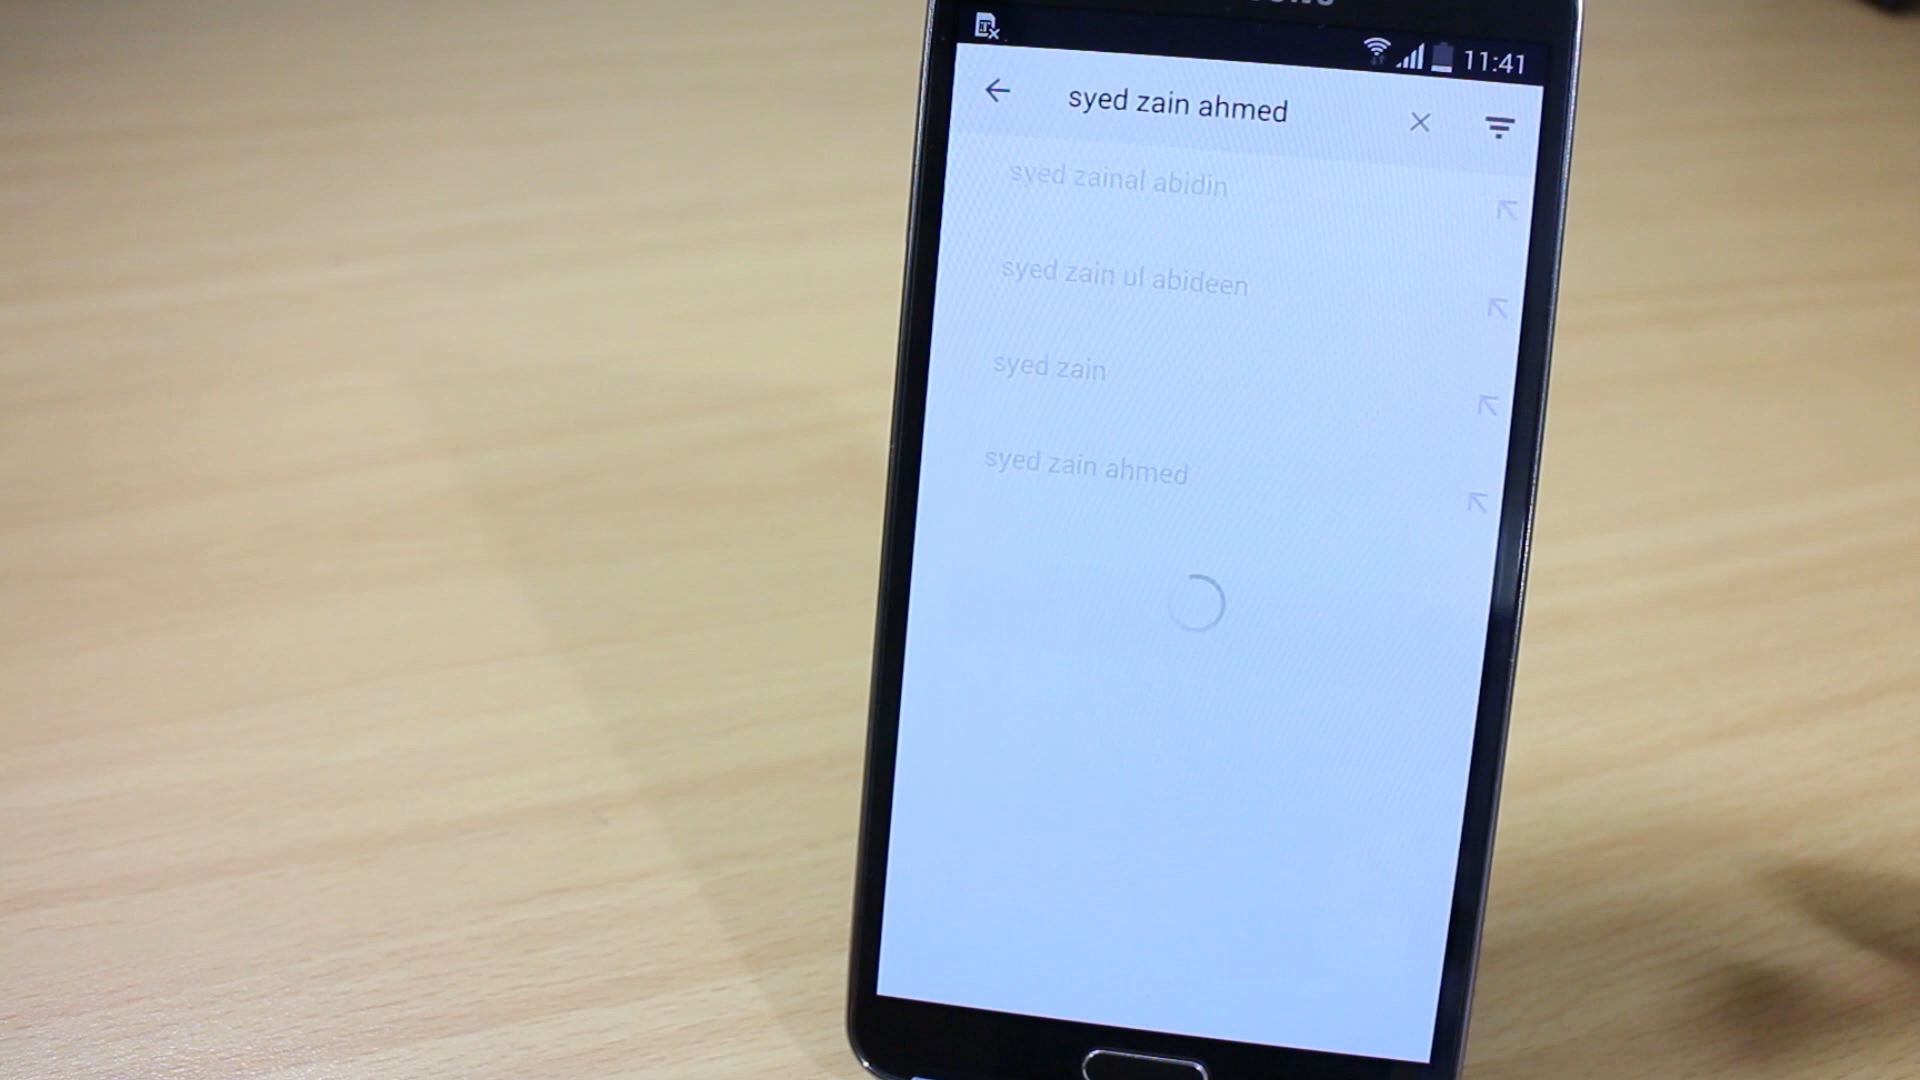 11:41
syed zain ahmed
syed zainal abidin
syed zain ul abideen
syed zain
syed zain ahmed